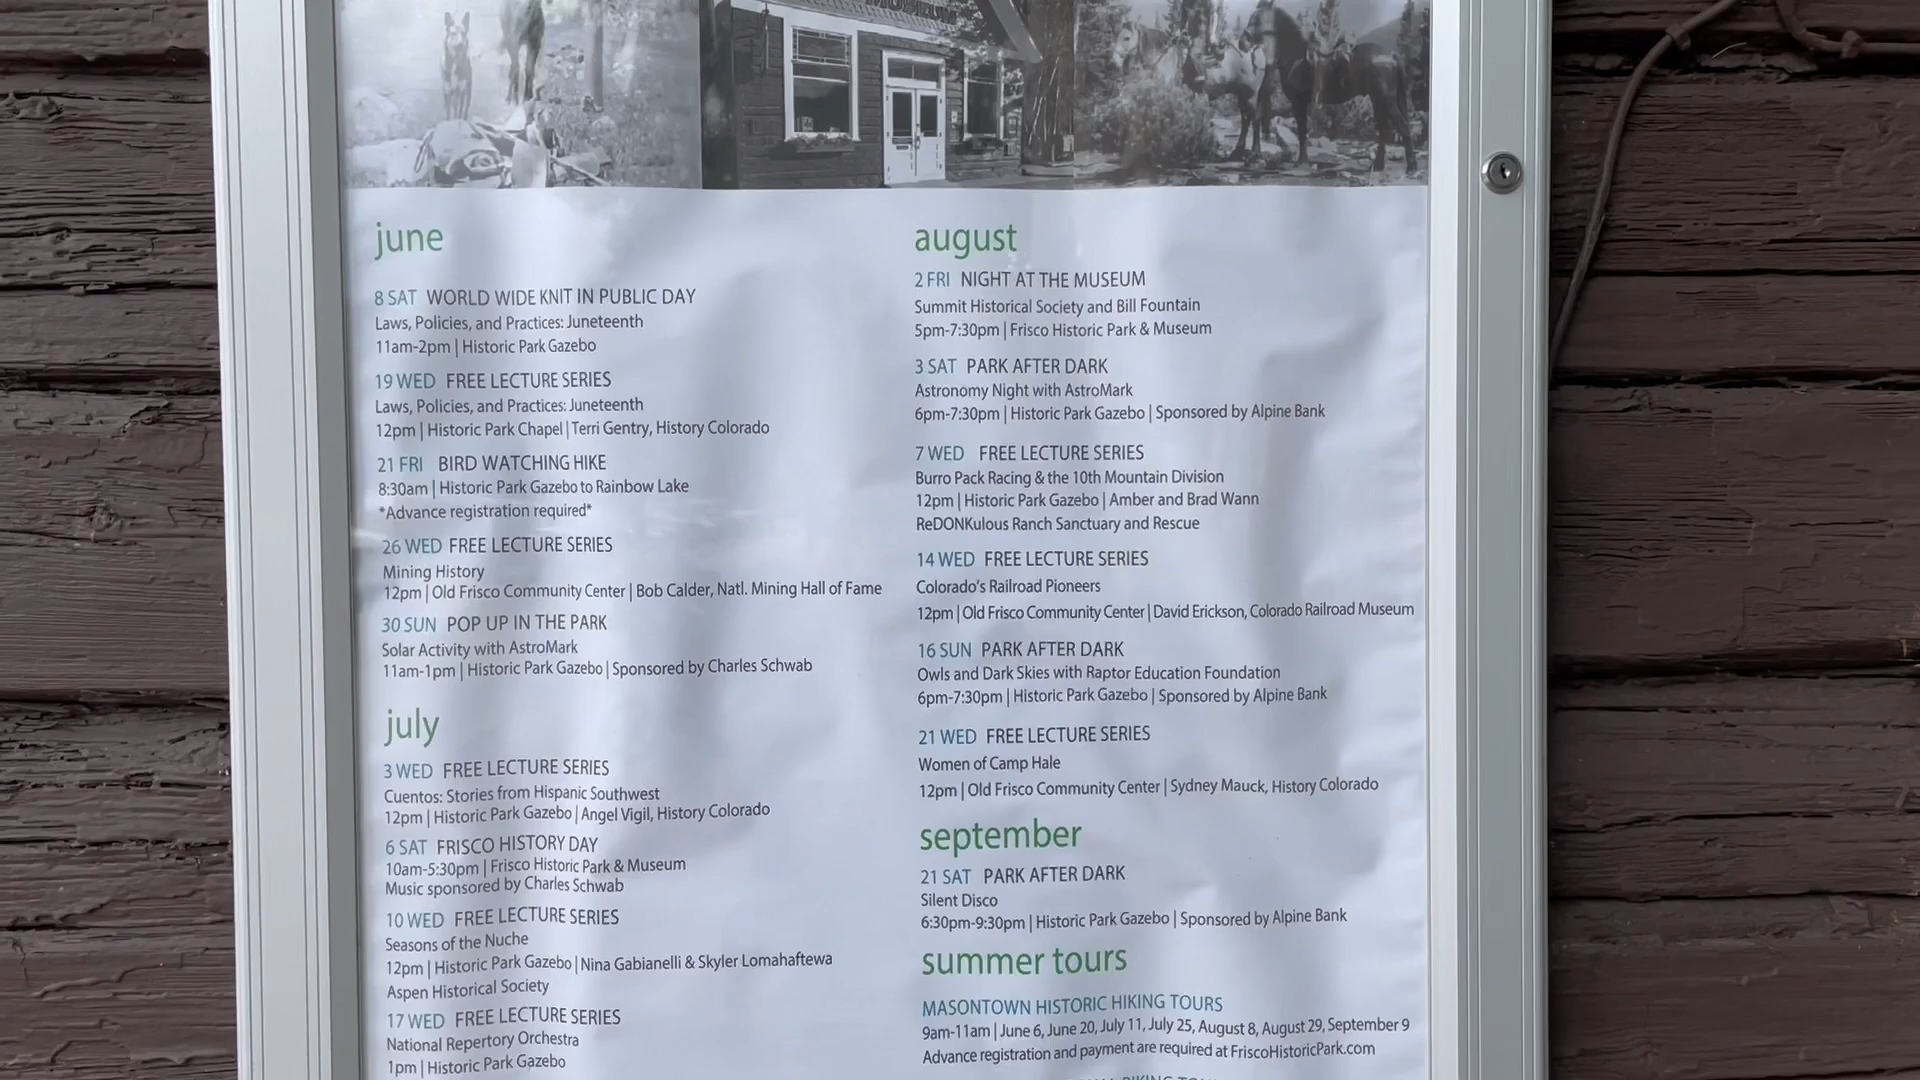 MUSEUM
june
8 SAT WORLD WIDE KNIT IN PUBLIC DAY
Laws, Policies, and Practices: Juneteenth
11am-2pm | Historic Park Gazebo
19 WED FREE LECTURE SERIES
Laws, Policies, and Practices: Juneteenth
12pm | Historic Park Chapel | Terri Gentry, History Colorado
21 FRI BIRD WATCHING HIKE
8:30am | Historic Park Gazebo to Rainbow Lake
*Advance registration required*
26 WED FREE LECTURE SERIES
Mining History
12pm | Old Frisco Community Center | Bob Calder, Natl. Mining Hall of Fame
30 SUN POP UP IN THE PARK
Solar Activity with AstroMark
11am-1pm | Historic Park Gazebo | Sponsored by Charles Schwab
july
3 WED FREE LECTURE SERIES
Cuentos: Stories from Hispanic Southwest
12pm | Historic Park Gazebo | Angel Vigil, History Colorado
6 SAT FRISCO HISTORY DAY
10am-5:30pm | Frisco Historic Park & Museum
Music sponsored by Charles Schwab
10 WED FREE LECTURE SERIES
Seasons of the Nuche
12pm | Historic Park Gazebo | Nina Gabianelli & Skyler Lomahaftewa
Aspen Historical Society
17 WED FREE LECTURE SERIES
National Repertory Orchestra
1pm | Historic Park Gazebo
august
2 FRI NIGHT AT THE MUSEUM
Summit Historical Society and Bill Fountain
5pm-7:30pm | Frisco Historic Park & Museum
3 SAT PARK AFTER DARK
Astronomy Night with AstroMark
6pm-7:30pm | Historic Park Gazebo | Sponsored by Alpine Bank
7 WED FREE LECTURE SERIES
Burro Pack Racing & the 10th Mountain Division
12pm | Historic Park Gazebo | Amber and Brad Wann
ReDONKulous Ranch Sanctuary and Rescue
14 WED FREE LECTURE SERIES
Colorado's Railroad Pioneers
12pm | Old Frisco Community Center | David Erickson, Colorado Railroad Museum
16 SUN PARK AFTER DARK
Owls and Dark Skies with Raptor Education Foundation
6pm-7:30pm | Historic Park Gazebo | Sponsored by Alpine Bank
21 WED FREE LECTURE SERIES
Women of Camp Hale
12pm | Old Frisco Community Center | Sydney Mauck, History Colorado
september
21 SAT PARK AFTER DARK
Silent Disco
6:30pm-9:30pm | Historic Park Gazebo | Sponsored by Alpine Bank
summer tours
MASONTOWN HISTORIC HIKING TOURS
9am-11am | June 6, June 20, July 11, July 25, August 8, August 29, September 9
Advance registration and payment are required at FriscoHistoricPark.com